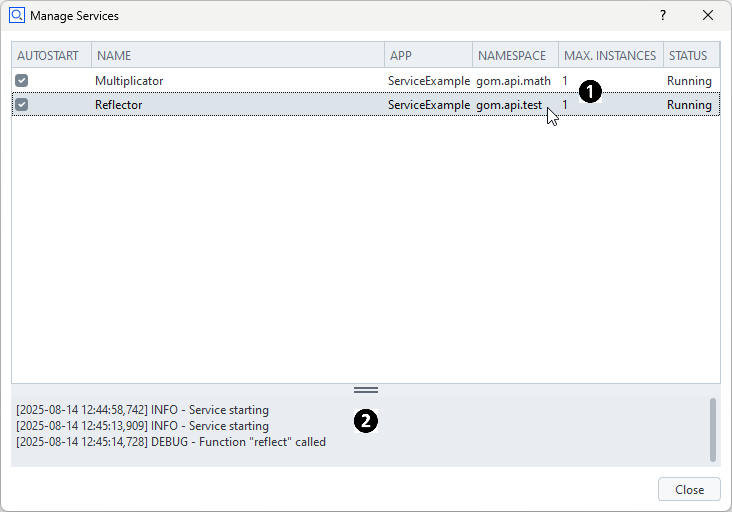 Manage Services ?
AUTOSTART NAME APP NAMESPACE MAX. INSTANCES STATUS
Multiplicator ServiceExample gom.api.math 1 Running
1
Reflector ServiceExample gom.api.test 1 Running
[2025-08-14 12:44:58,742] INFO - Service starting
2
[2025-08-14 12:45:13,909] INFO - Service starting
[2025-08-14 12:45:14,728] DEBUG - Function "reflect" called
Close